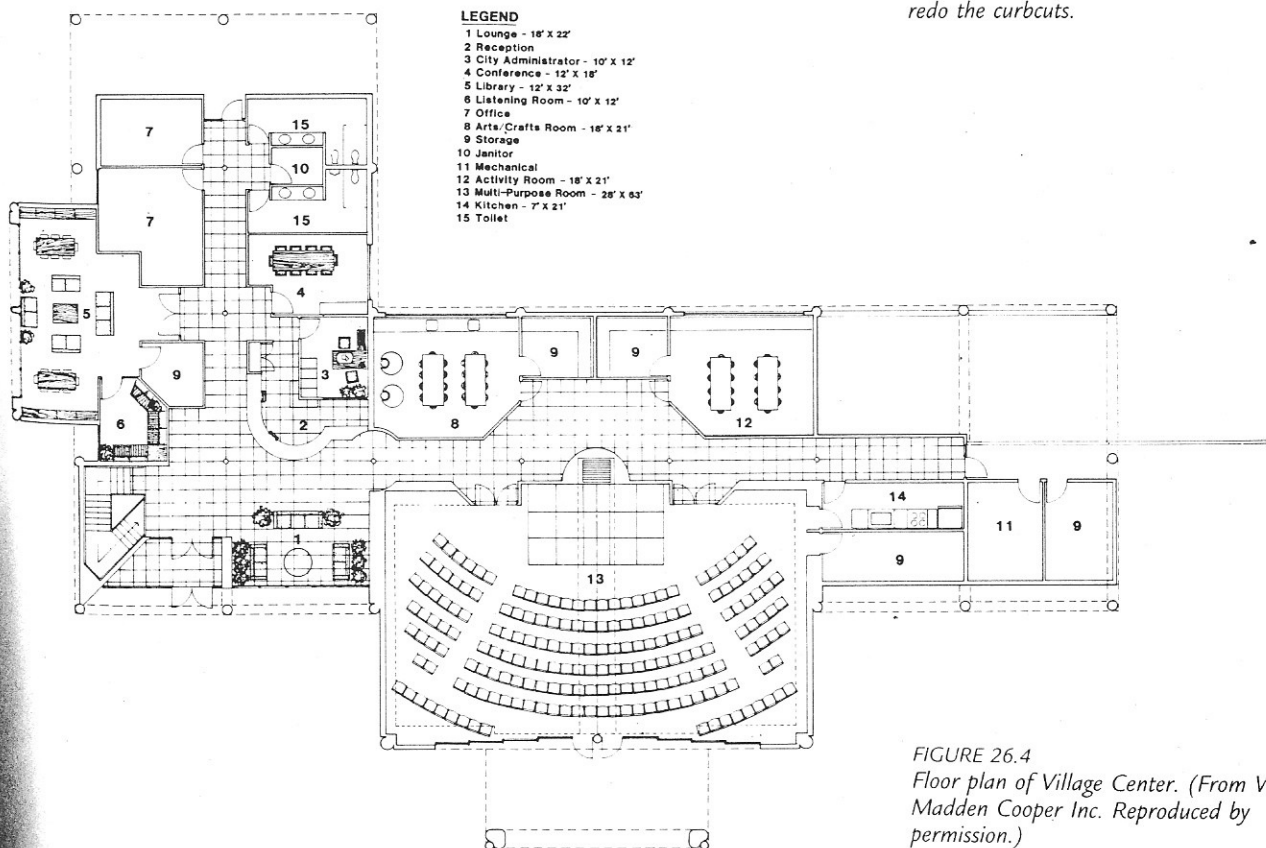 redo the curbcuts.
LEGEND
1 Lounge - 18' X 22'
2 Reception
3 City Administrator - 10' X 12'
4 Conference - 12' X 18'
5 Library - 12' X 32'
6 Listening Room - 10' X 12'
7 Office
8 Arts/Crafts Room - 18' X 21'
9 Storage
10 Janitor
11 Mechanical
12 Activity Room - 18' X 21'
13 Multi-Purpose Room - 28' X 63'
14 Kitchen - 7' X 21'
15 Toilet
7
15
10
7
15
4
5
9
3
9
9
6
2
8
12
1
14
11
9
13
9
FIGURE 26.4
Floor plan of Village Center. (From V
Madden Cooper Inc. Reproduced by
permission.)